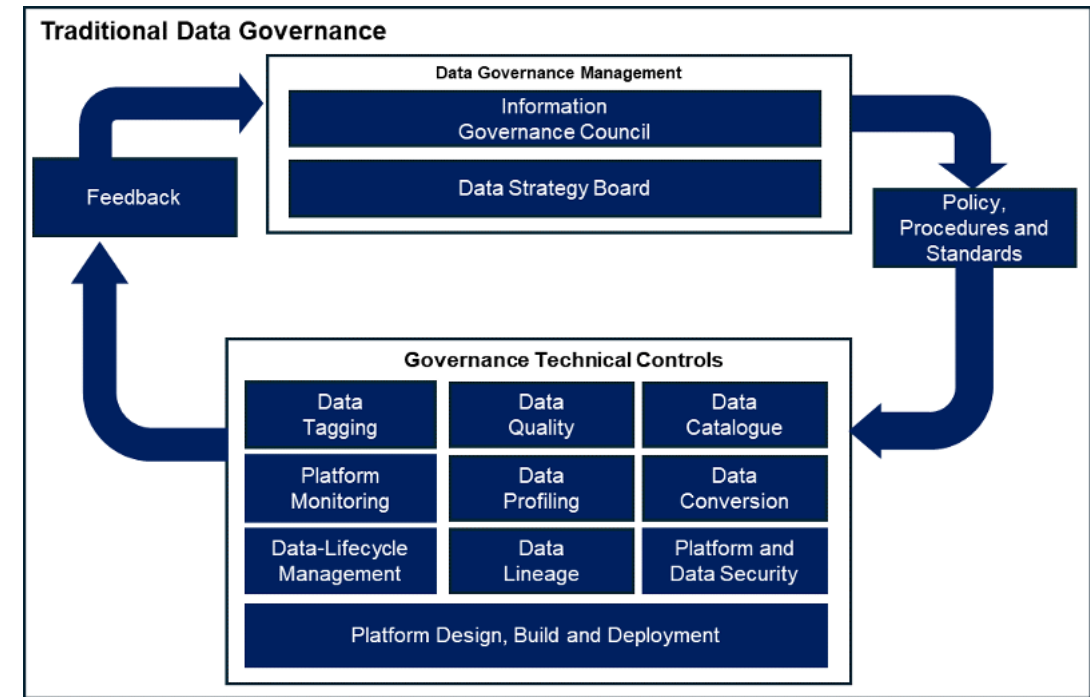 Traditional Data Governance
Data Governance Management
Information
Governance Council
Data Strategy Board
Feedback
Policy,
Procedures and
Standards
Governance Technical Controls
Data
Tagging
Data
Quality
Data
Catalogue
Platform
Monitoring
Data
Profiling
Data
Conversion
Data-Lifecycle
Management
Data
Lineage
Platform and
Data Security
Platform Design, Build and Deployment